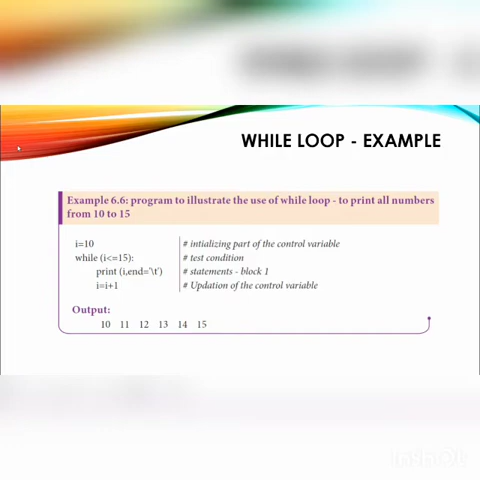 WHILE LOOP - EXAMPLE
Example 6.6: program to illustrate the use of while loop - to print all numbers
from 10 to 15
i=10 # intializing part of the control variable
while (i<=15): # test condition
print (i,end='\t') # statements - block 1
i=i+1 # Updation of the control variable
Output:
10 11 12 13 14 15